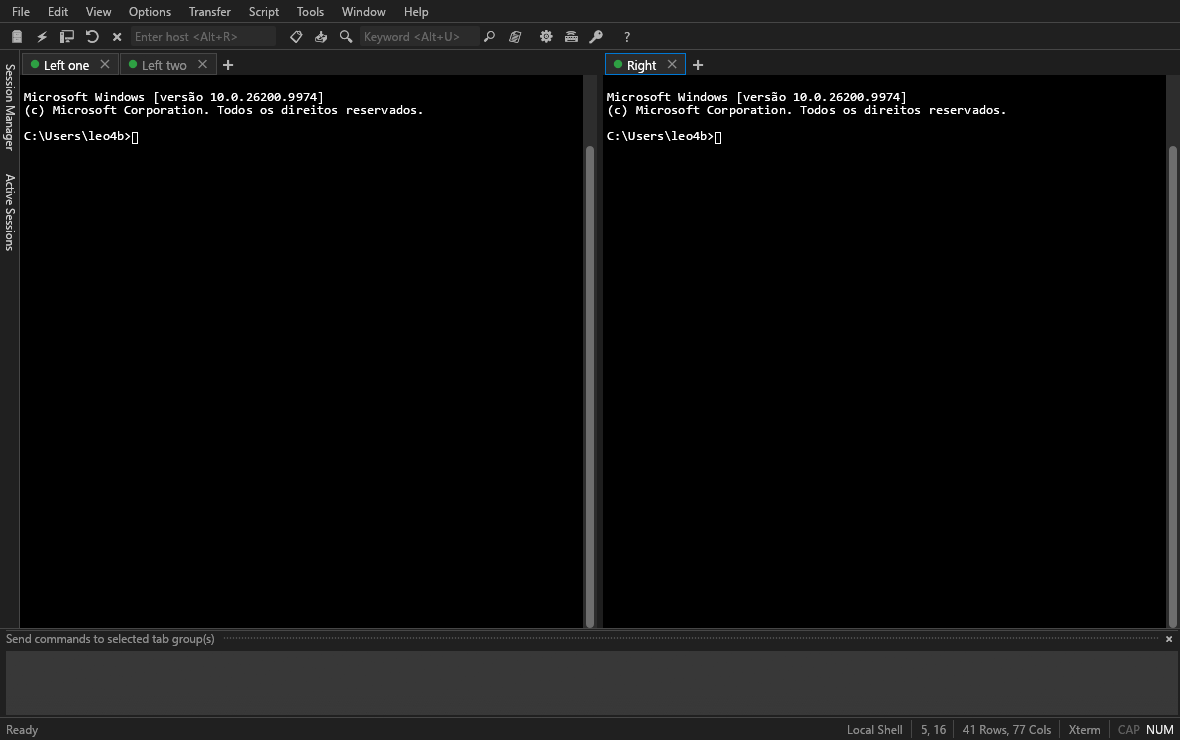 File Edit View Options Transfer Script Tools Window Help
Enter host <Alt+R> Keyword <Alt+U> ?
Session Manager
Active Sessions
Left one Left two
Microsoft Windows [versão 10.0.26200.9974]
(c) Microsoft Corporation. Todos os direitos reservados.
C:\Users\leo4b>
Right
Microsoft Windows [versão 10.0.26200.9974]
(c) Microsoft Corporation. Todos os direitos reservados.
C:\Users\leo4b>
Send commands to selected tab group(s)
Ready Local Shell 5, 16 41 Rows, 77 Cols Xterm CAP NUM